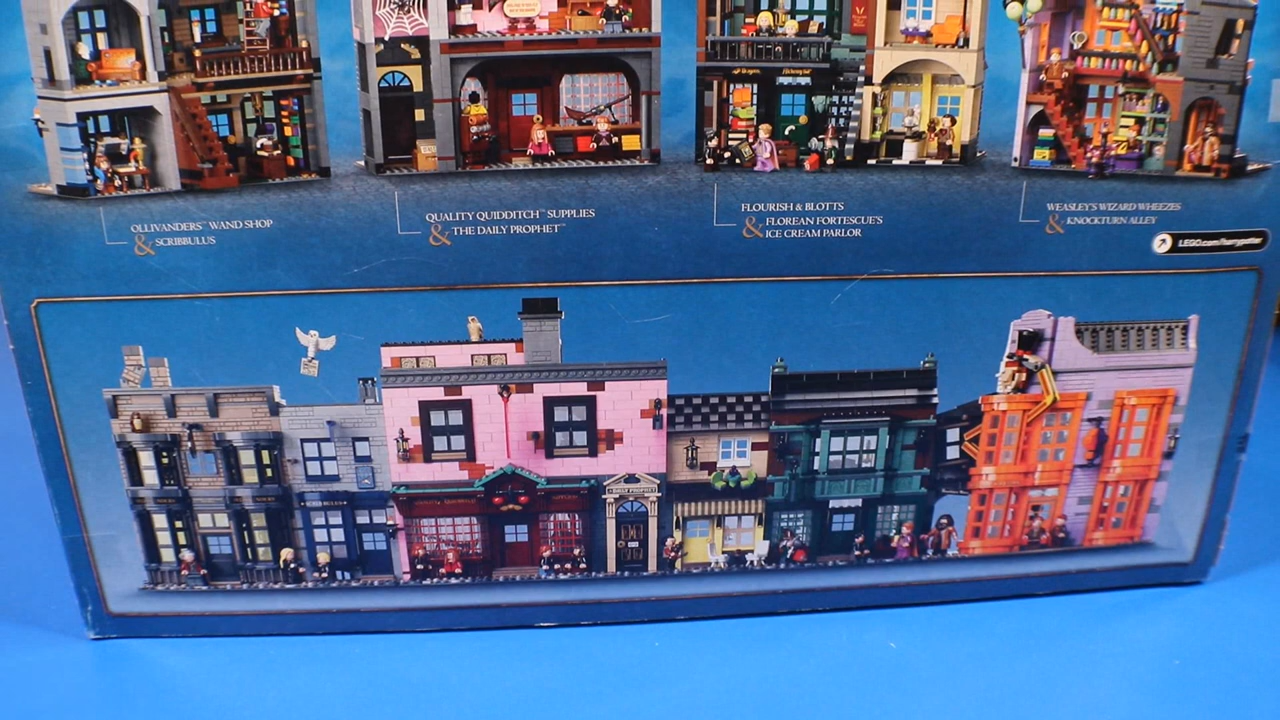 OLLIVANDERS™ WAND SHOP
& SCRIBBULUS
QUALITY QUIDDITCH™ SUPPLIES
& THE DAILY PROPHET™
FLOURISH & BLOTTS
& FLOREAN FORTESCUE'S
ICE CREAM PARLOR
WEASLEY'S WIZARD WHEEZES
& KNOCKTURN ALLEY
LEGO.com/harrypotter
DAILY PROPHET